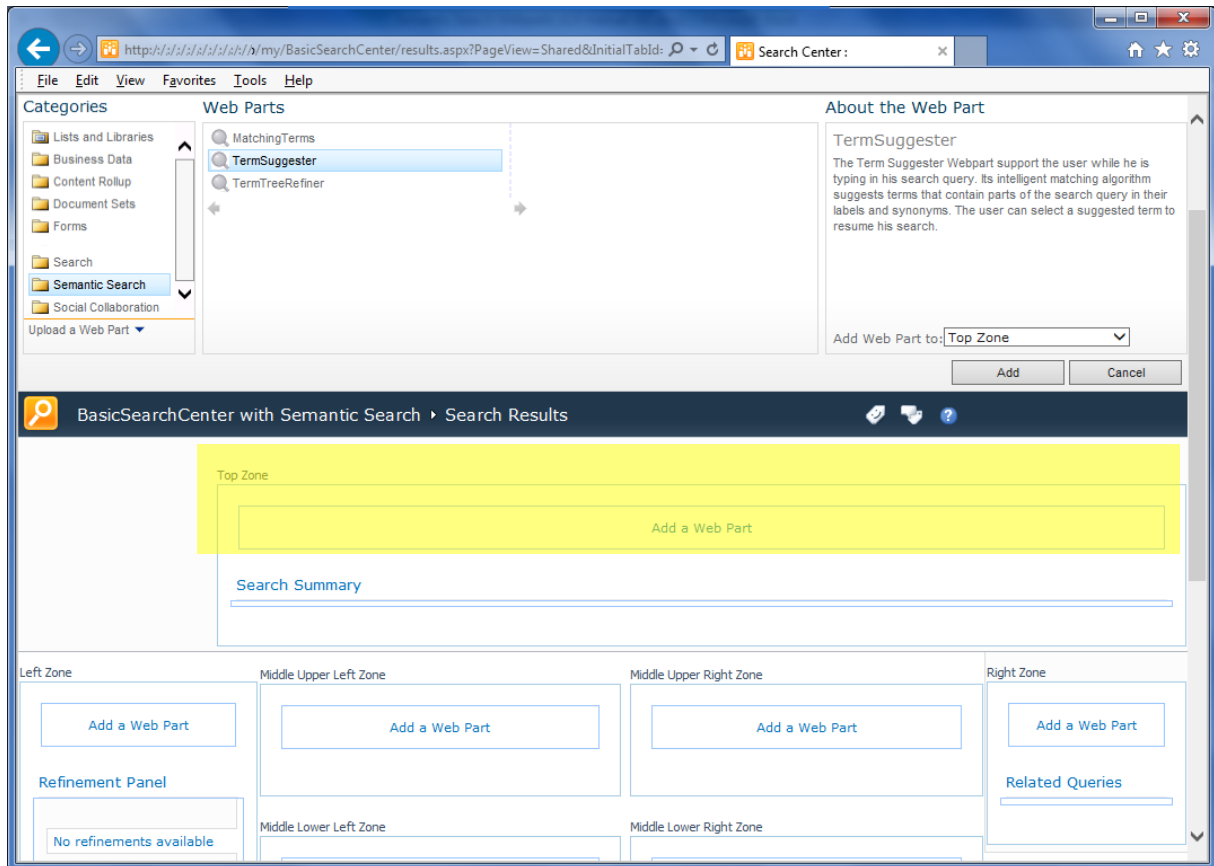 http://://://://://://://)/my/BasicSearchCenter/results.aspx?PageView=Shared&InitialTabId=
Search Center :
File Edit View Favorites Tools Help
Categories
Lists and Libraries
Business Data
Content Rollup
Document Sets
Forms
Search
Semantic Search
Social Collaboration
Upload a Web Part
Web Parts
MatchingTerms
TermSuggester
TermTreeRefiner
About the Web Part
TermSuggester
The Term Suggester Webpart support the user while he is
typing in his search query. Its intelligent matching algorithm
suggests terms that contain parts of the search query in their
labels and synonyms. The user can select a suggested term to
resume his search.
Add Web Part to: Top Zone
Add Cancel
BasicSearchCenter with Semantic Search ▸ Search Results
Top Zone
Add a Web Part
Search Summary
Left Zone
Add a Web Part
Refinement Panel
No refinements available
Middle Upper Left Zone
Add a Web Part
Middle Upper Right Zone
Add a Web Part
Right Zone
Add a Web Part
Related Queries
Middle Lower Left Zone
Middle Lower Right Zone